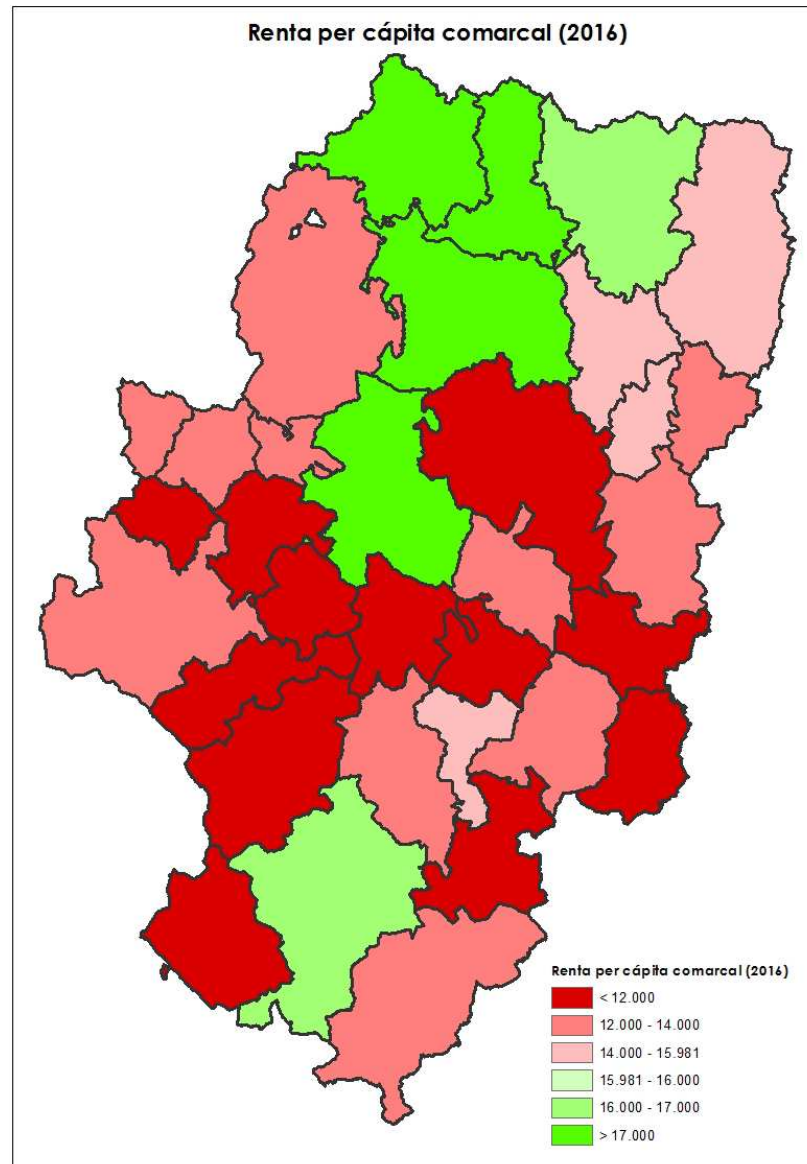 Renta per cápita comarcal (2016)
Renta per cápita comarcal (2016)
< 12.000
12.000 - 14.000
14.000 - 15.981
15.981 - 16.000
16.000 - 17.000
> 17.000